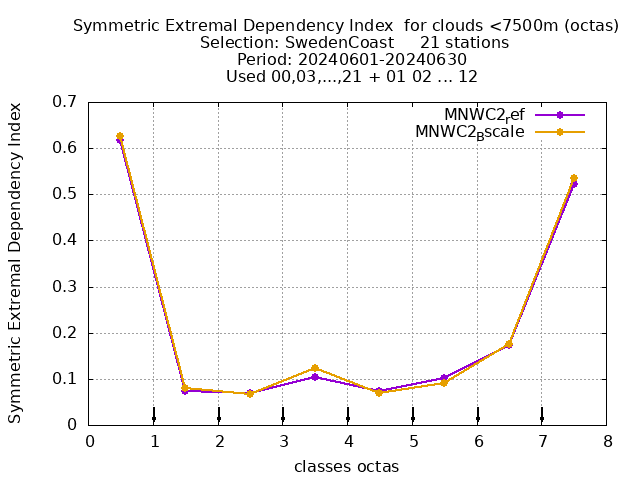 Symmetric Extremal Dependency Index  for clouds <7500m (octas)
Selection: SwedenCoast     21 stations
Period: 20240601-20240630
Used 00,03,...,21 + 01 02 ... 12
Symmetric Extremal Dependency Index
0.7
0.6
0.5
0.4
0.3
0.2
0.1
0
MNWC2ref
MNWC2Bscale
0 1 2 3 4 5 6 7 8
classes octas